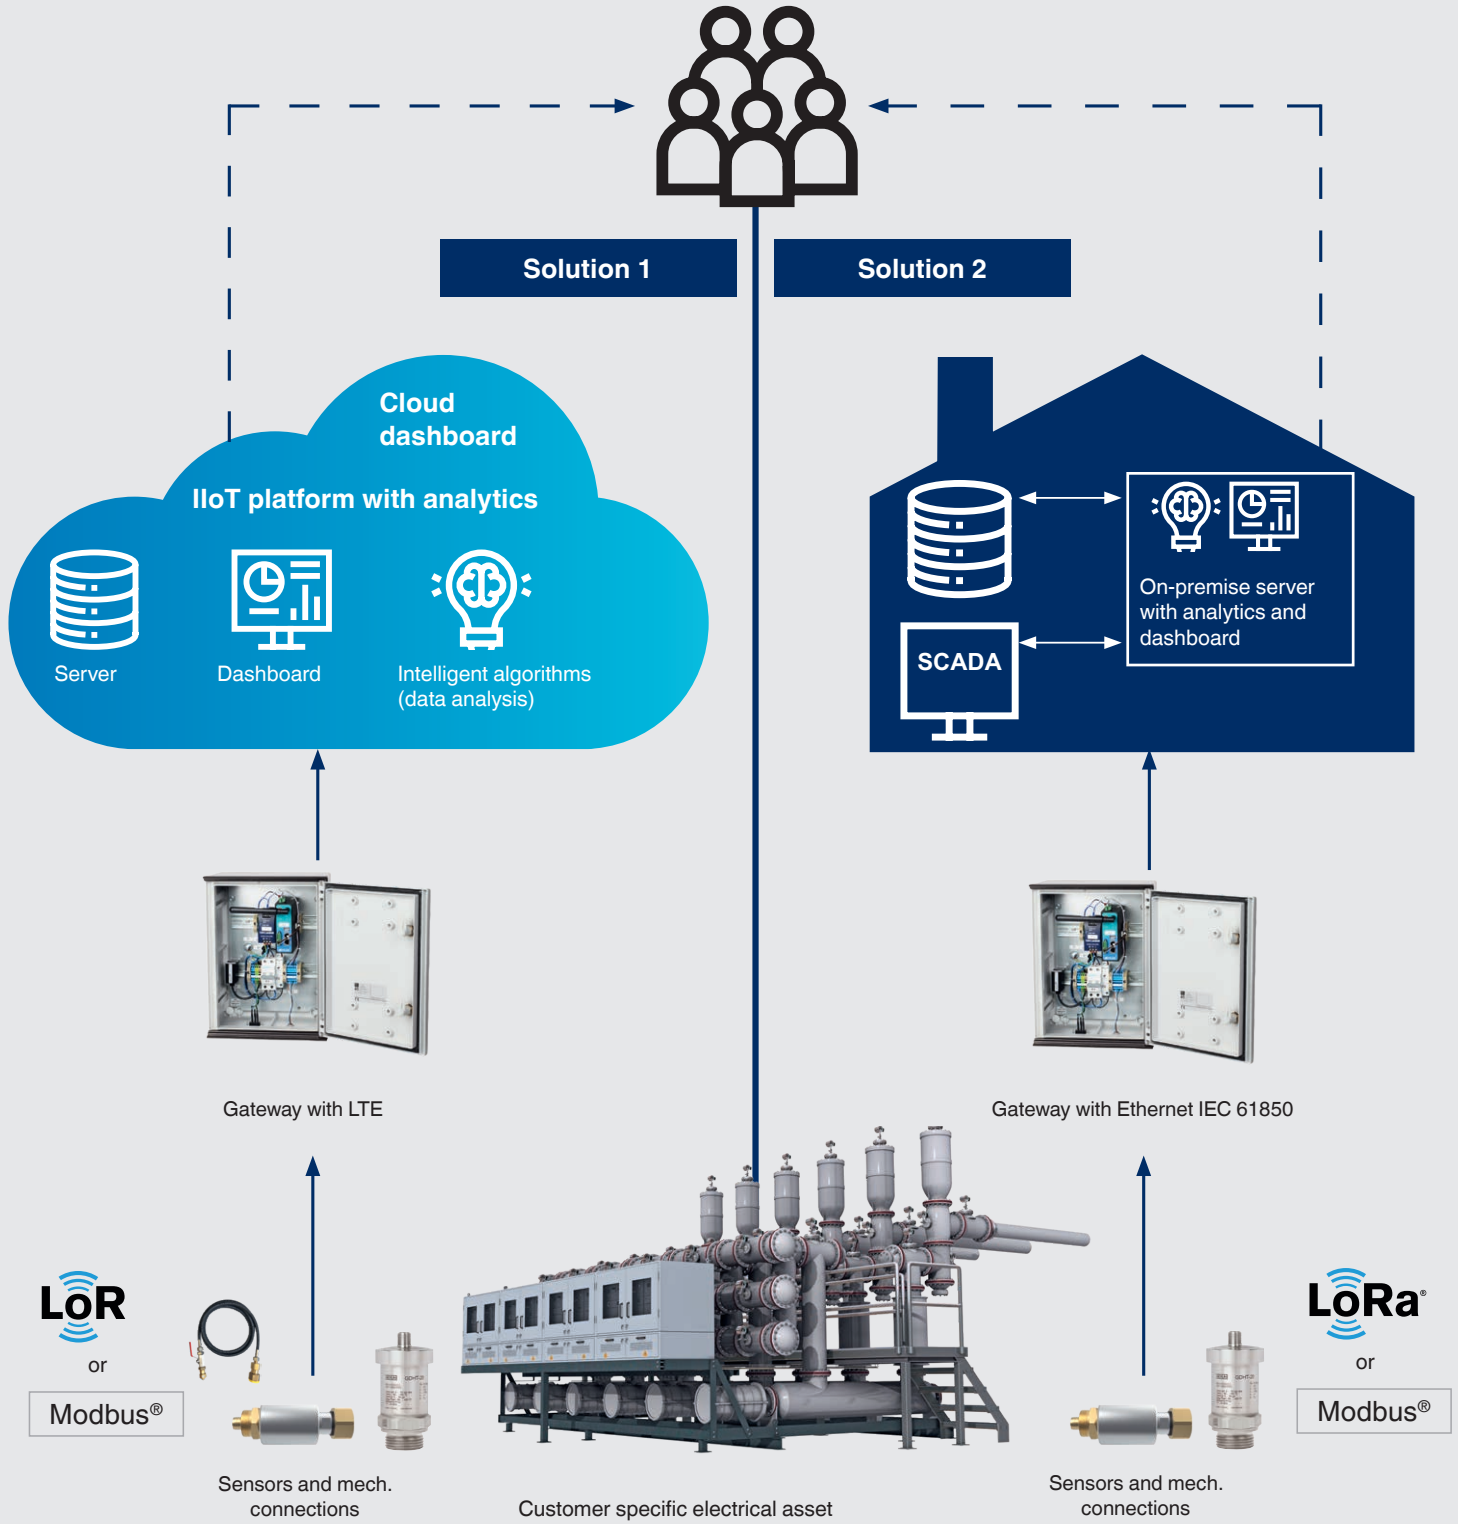 Solution 1
Solution 2
Cloud
dashboard
IIoT platform with analytics
Server
Dashboard
Intelligent algorithms
(data analysis)
On-premise server
with analytics and
dashboard
SCADA
Gateway with LTE
Gateway with Ethernet IEC 61850
LoR
or
Modbus®
Sensors and mech.
connections
Customer specific electrical asset
LoRa®
or
Modbus®
Sensors and mech.
connections